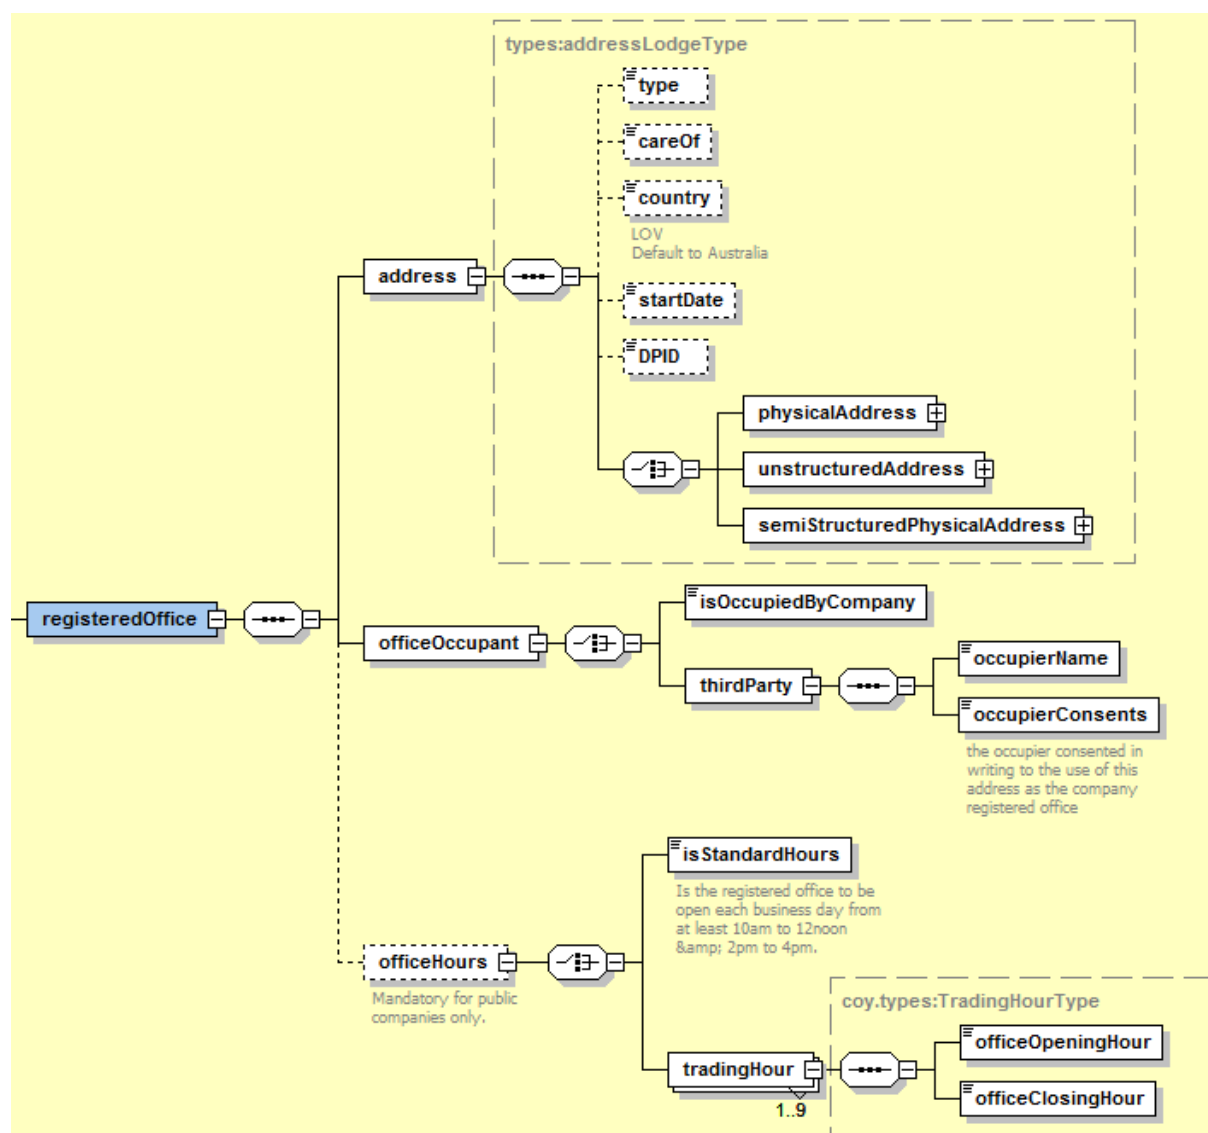 types:addressLodgeType
type
careOf
country
LOV
Default to Australia
address
startDate
DPID
physicalAddress
unstructuredAddress
semiStructuredPhysicalAddress
registeredOffice
isOccupiedByCompany
officeOccupant
thirdParty
occupierName
occupierConsents
the occupier consented in
writing to the use of this
address as the company
registered office
isStandardHours
Is the registered office to be
open each business day from
at least 10am to 12noon
&amp; 2pm to 4pm.
officeHours
Mandatory for public
companies only.
coy.types:TradingHourType
officeOpeningHour
tradingHour
1..9
officeClosingHour